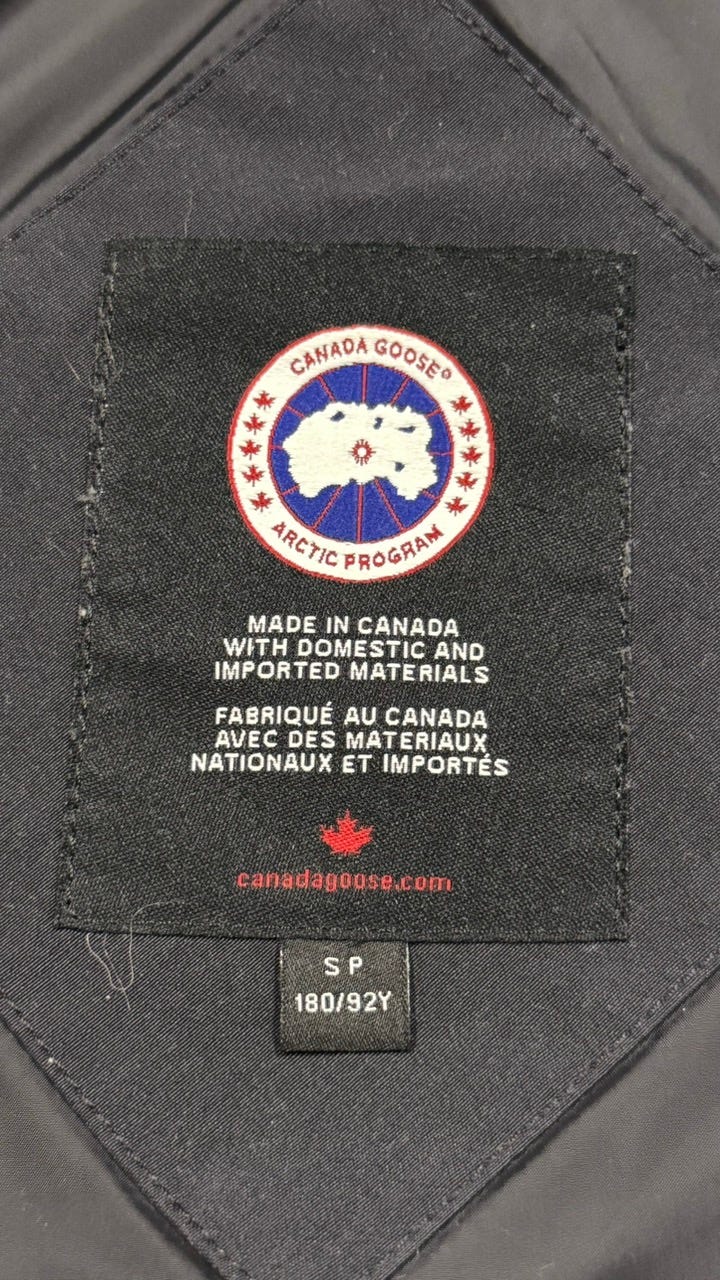 CANADA GOOSE®
ARCTIC PROGRAM
MADE IN CANADA
WITH DOMESTIC AND
IMPORTED MATERIALS
FABRIQUÉ AU CANADA
AVEC DES MATERIAUX
NATIONAUX ET IMPORTÉS
canadagoose.com
S P
180/92Y